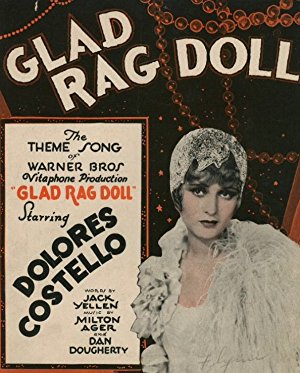 GLAD
RAG DOLL
The
THEME SONG
of
WARNER BROS
Vitaphone Production
"GLAD RAG DOLL"
Starring
DOLORES
COSTELLO
WORDS BY
JACK
YELLEN
MUSIC BY
MILTON
AGER
AND
DAN
DOUGHERTY